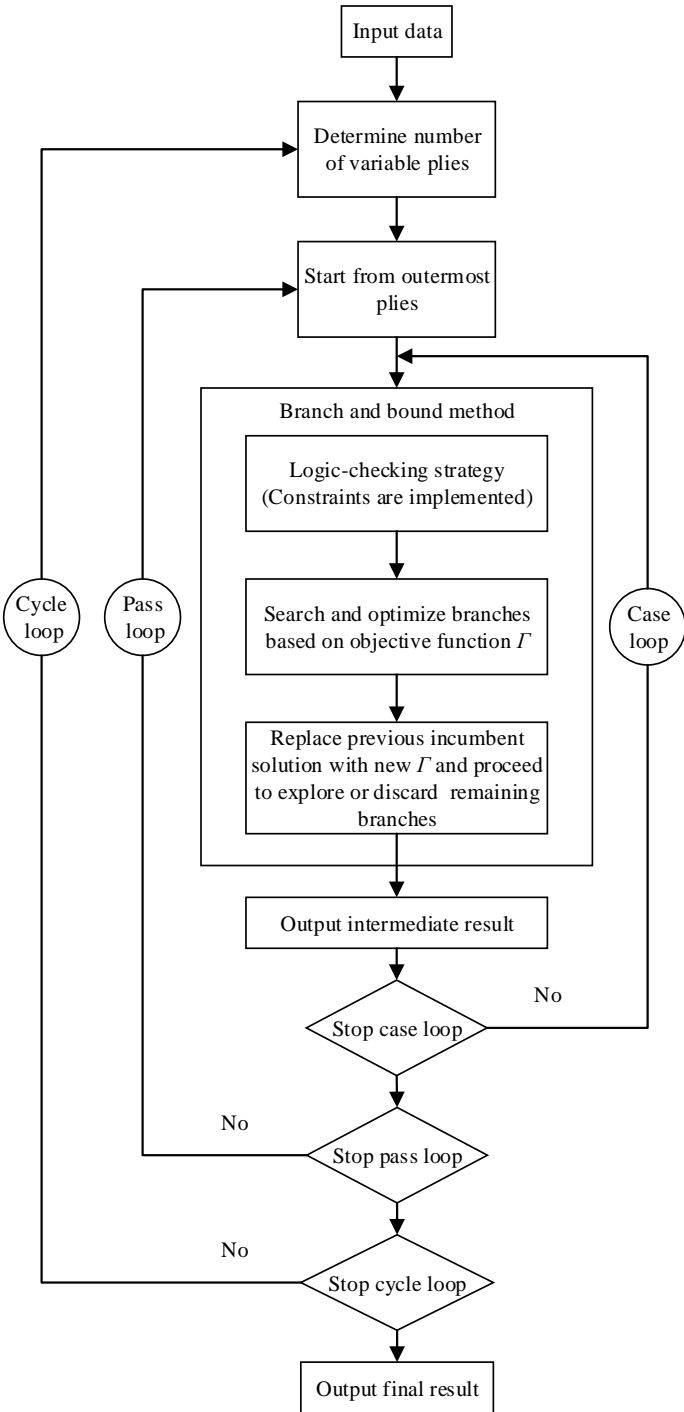 Input data
Determine number
of variable plies
Start from outermost
plies
Branch and bound method
Logic-checking strategy
(Constraints are implemented)
Cycle
loop
Pass
loop
Search and optimize branches
based on objective function Γ
Case
loop
Replace previous incumbent
solution with new Γ and proceed
to explore or discard remaining
branches
Output intermediate result
No
Stop case loop
No
Stop pass loop
No
Stop cycle loop
Output final result